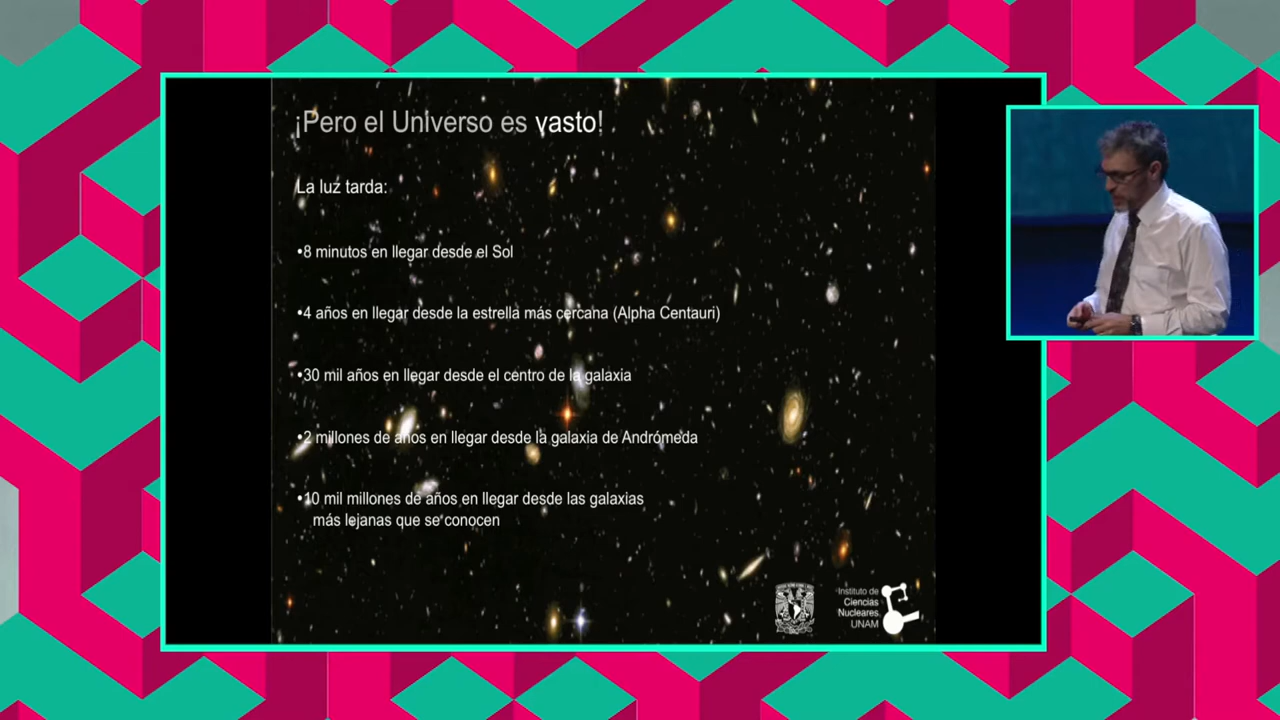 ¡Pero el Universo es vasto!
La luz tarda:
•8 minutos en llegar desde el Sol
•4 años en llegar desde la estrella más cercana (Alpha Centauri)
•30 mil años en llegar desde el centro de la galaxia
•2 millones de años en llegar desde la galaxia de Andrómeda
•10 mil millones de años en llegar desde las galaxias
más lejanas que se conocen
Instituto de
Ciencias
Nucleares
UNAM